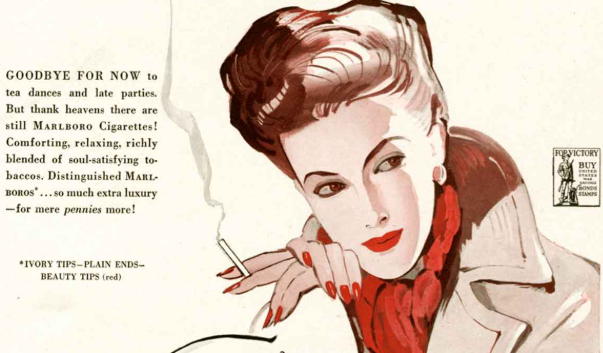 GOODBYE FOR NOW to
tea dances and late parties.
But thank heavens there are
still MARLBORO Cigarettes!
Comforting, relaxing, richly
blended of soul-satisfying to-
baccos. Distinguished MARL-
BOROS*...so much extra luxury
—for mere pennies more!
*IVORY TIPS—PLAIN ENDS—
BEAUTY TIPS (red)
FOR VICTORY
BUY
UNITED
STATES
WAR
SAVINGS
BONDS
STAMPS